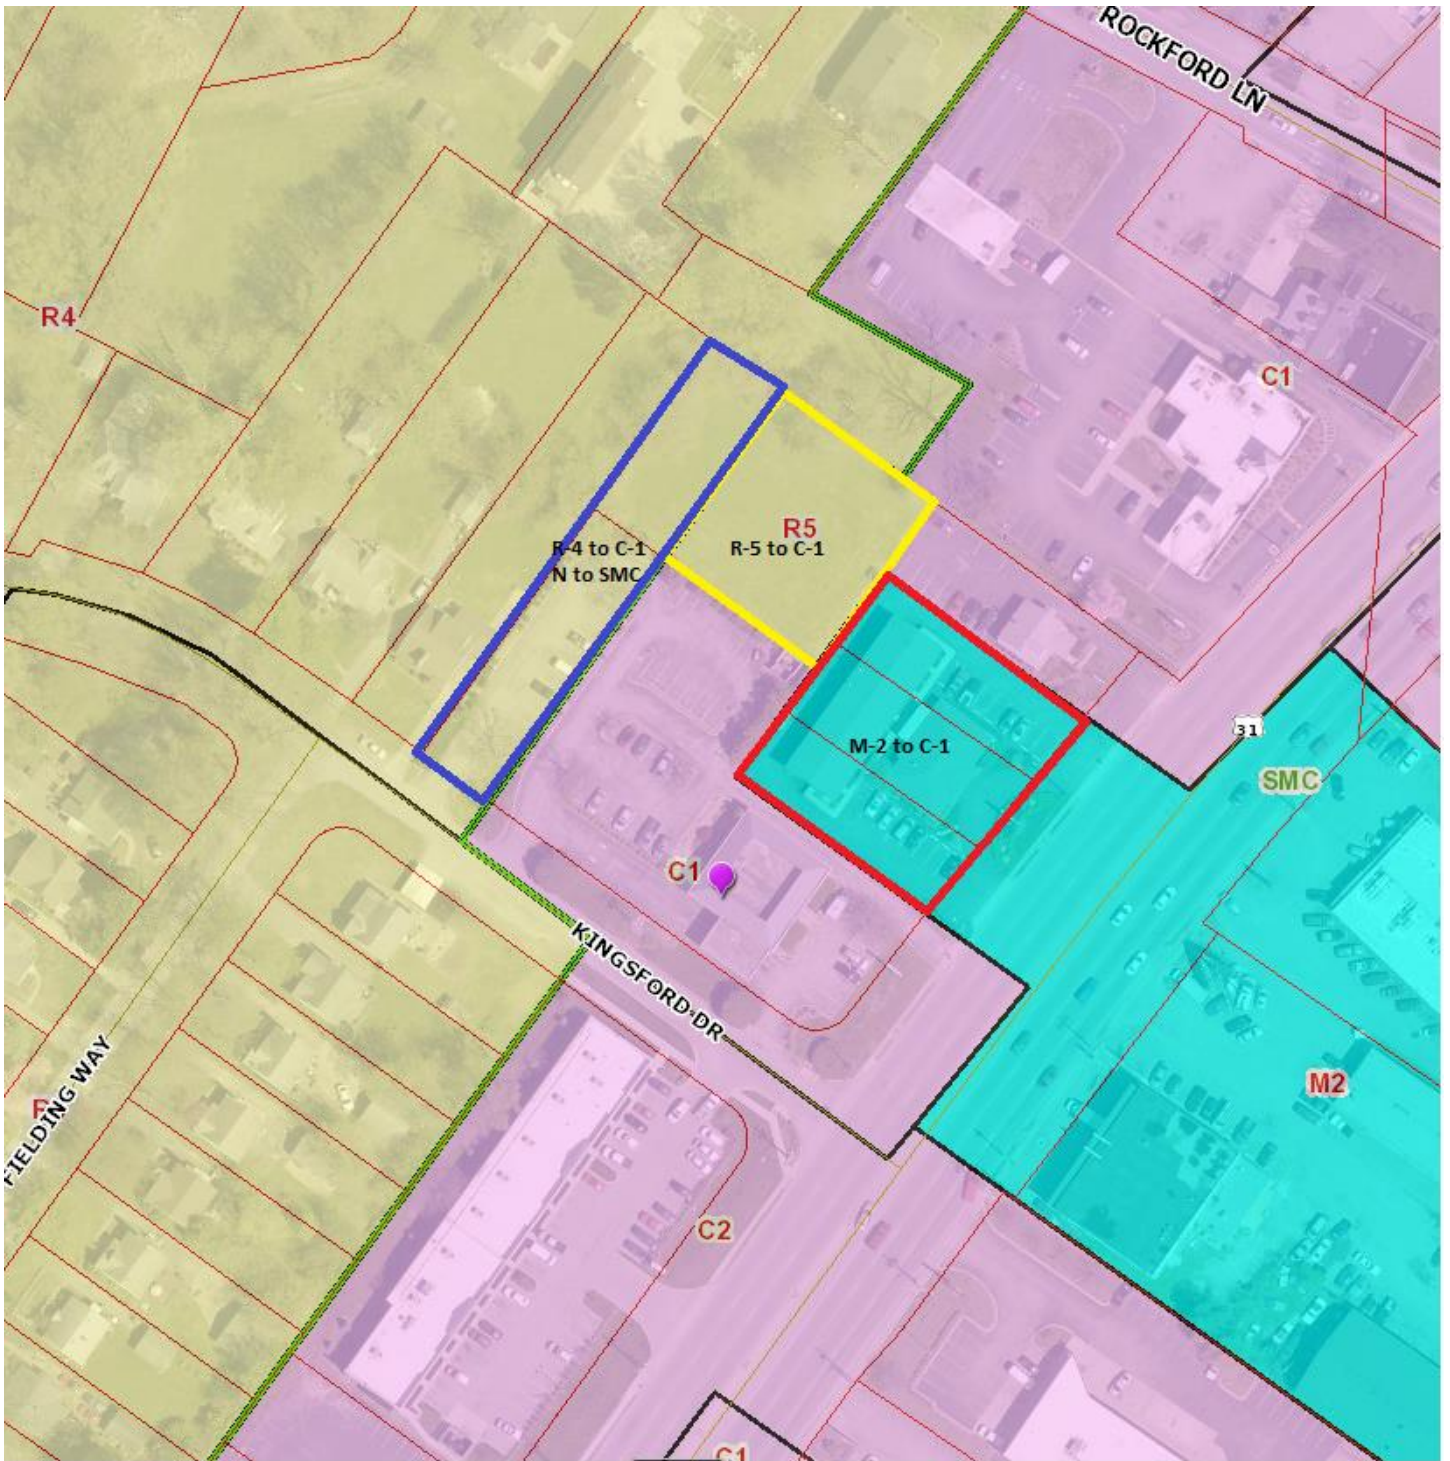 ROCKFORD LN
R4
C1
R5
R-4 to C-1
N to SMC
R-5 to C-1
31
M-2 to C-1
SMC
C1
KINGSFORD DR
FIELDING WAY
M2
C2
C1